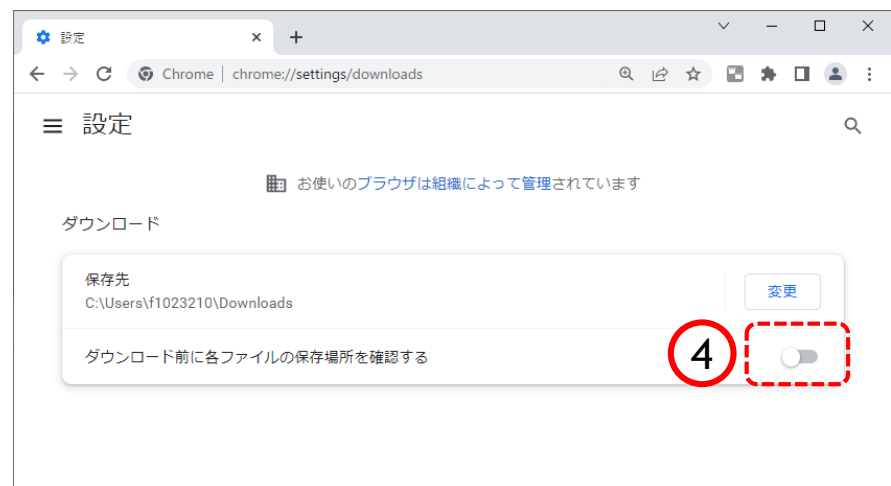 設定
Chrome | chrome://settings/downloads
設定
お使いのブラウザは組織によって管理されています
ダウンロード
保存先
C:\Users\f1023210\Downloads
変更
ダウンロード前に各ファイルの保存場所を確認する
4